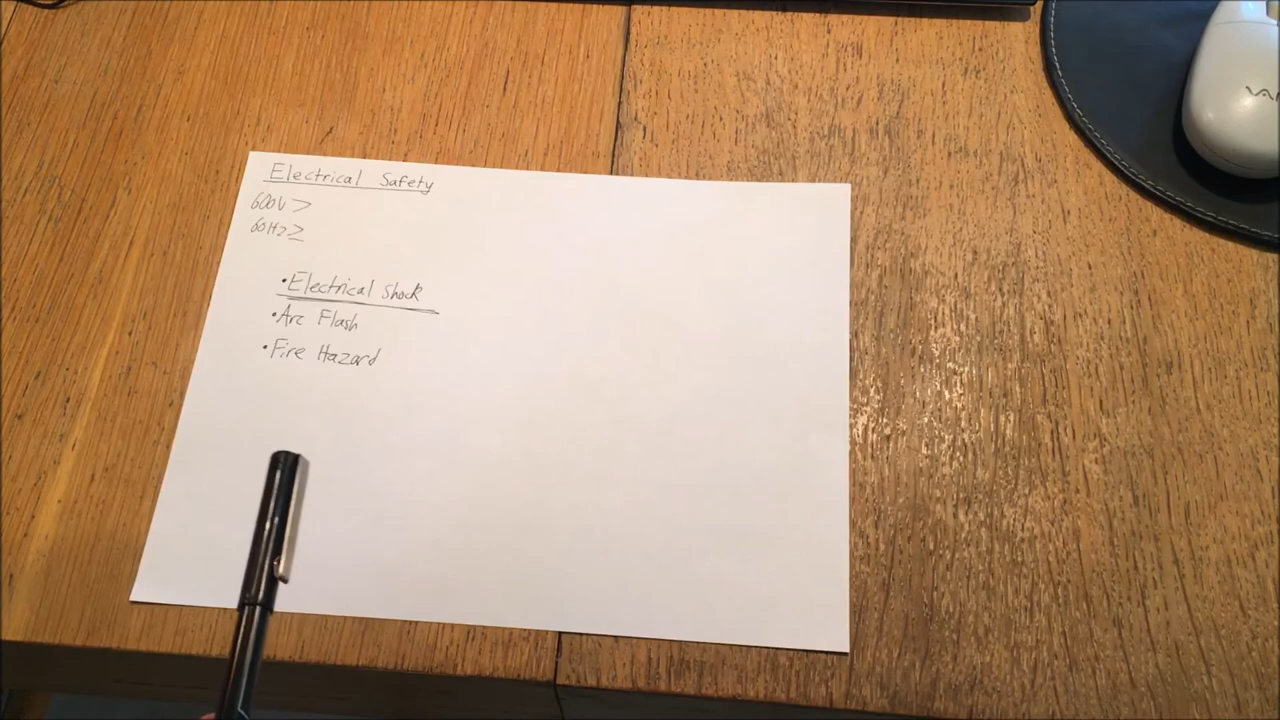 Electrical Safety
600V >
60Hz ≥
•Electrical Shock
•Arc Flash
•Fire Hazard